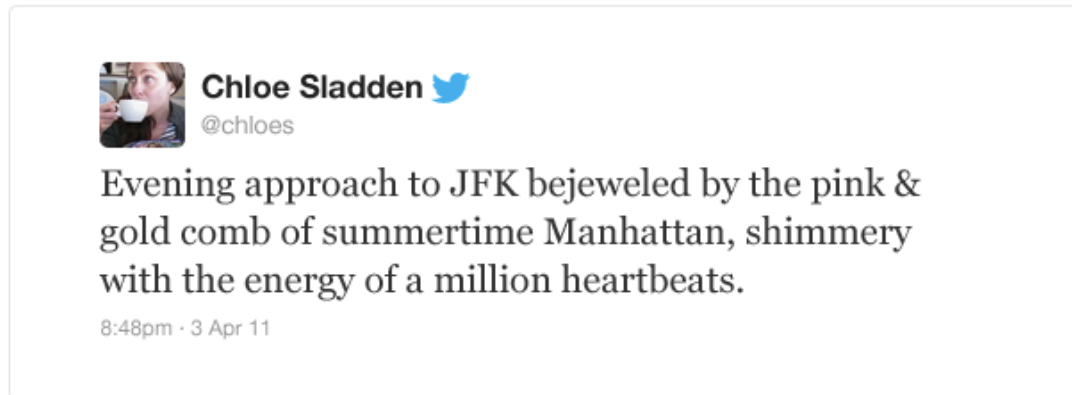 Chloe Sladden
@chloes
Evening approach to JFK bejeweled by the pink &
gold comb of summertime Manhattan, shimmery
with the energy of a million heartbeats.
8:48pm · 3 Apr 11